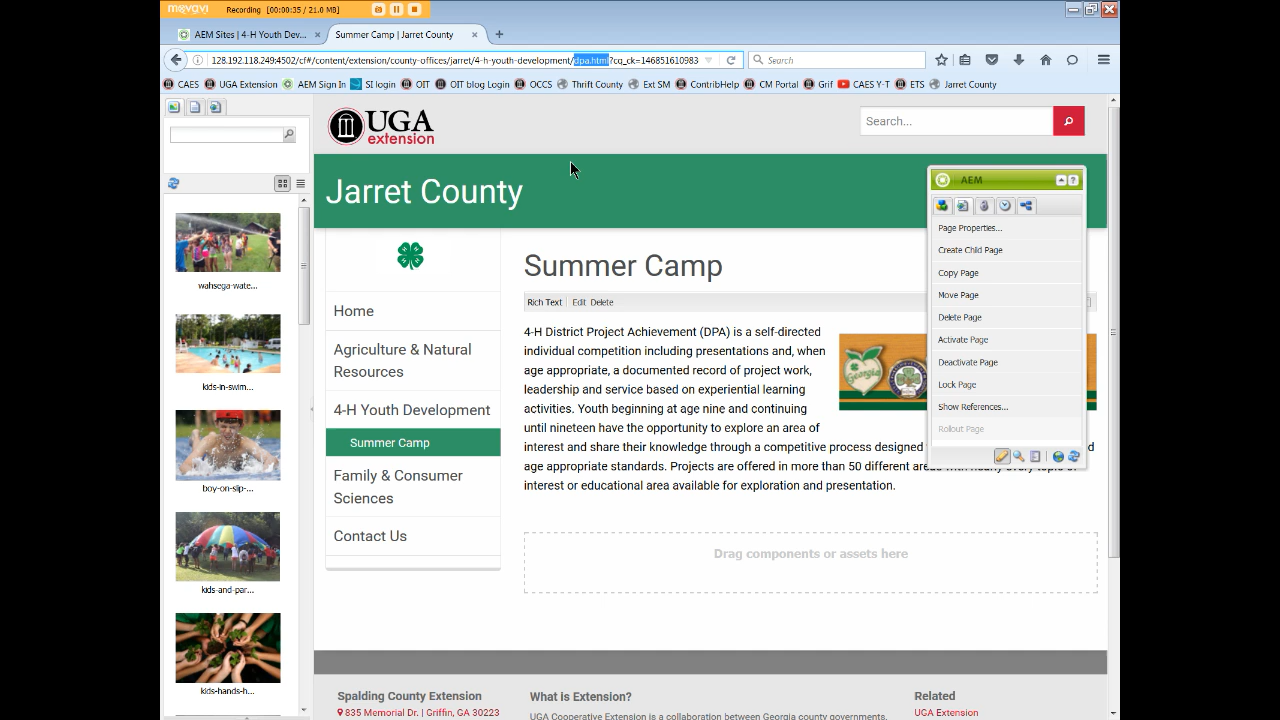 movavi Recording [00:00:35 / 21.0 MB]
AEM Sites | 4-H Youth Dev... × Summer Camp | Jarret County × +
128.192.118.249:4502/cf#/content/extension/county-offices/jarret/4-h-youth-development/dpa.html?cq_ck=146851610983 Search
CAES UGA Extension AEM Sign In SI login OIT OIT blog Login OCCS Thrift County Ext SM ContribHelp CM Portal Grif CAES Y-T ETS Jarret County
UGA
extension
Search...
Jarret County
AEM
Page Properties...
Create Child Page
Copy Page
Move Page
Delete Page
Activate Page
Deactivate Page
Lock Page
Show References...
Rollout Page
wahsega-wate...
kids-in-swim...
boy-on-slip-...
kids-and-par...
kids-hands-h...
Home
Agriculture & Natural
Resources
4-H Youth Development
Summer Camp
Family & Consumer
Sciences
Contact Us
Summer Camp
Rich Text Edit Delete
4-H District Project Achievement (DPA) is a self-directed
individual competition including presentations and, when
age appropriate, a documented record of project work,
leadership and service based on experiential learning
activities. Youth beginning at age nine and continuing
until nineteen have the opportunity to explore an area of
interest and share their knowledge through a competitive process designed
age appropriate standards. Projects are offered in more than 50 different
interest or educational area available for exploration and presentation.
Georgia
Drag components or assets here
Spalding County Extension
835 Memorial Dr. | Griffin, GA 30223
What is Extension?
UGA Cooperative Extension is a collaboration between Georgia county governments,
Related
UGA Extension